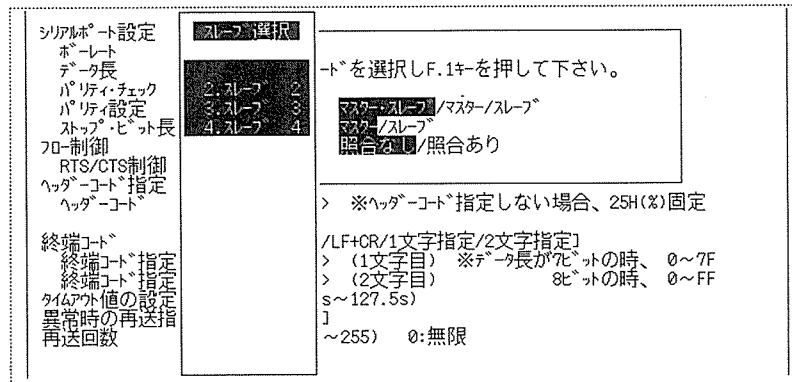 シリアルポート設定
ボーレート
データ長
パリティ・チェック
パリティ設定
ストップ・ビット長
フロー制御
RTS/CTS制御
ヘッダーコード指定
ヘッダーコード
終端コード
終端コード指定
終端コード指定
タイムアウト値の設定
異常時の再送指
再送回数
スレーブ選択
2.スレーブ 2
3.スレーブ 3
4.スレーブ 4
ードを選択しF.1キーを押して下さい。
マスター・スレーブ/マスター/スレーブ
マスター/スレーブ
照合なし/照合あり
> ※ヘッダーコード指定しない場合、25H(%)固定
/LF+CR/1文字指定/2文字指定]
> (1文字目) ※データ長が7ビットの時、 0~7F
> (2文字目) 8ビットの時、 0~FF
s~127.5s)
]
~255) 0:無限